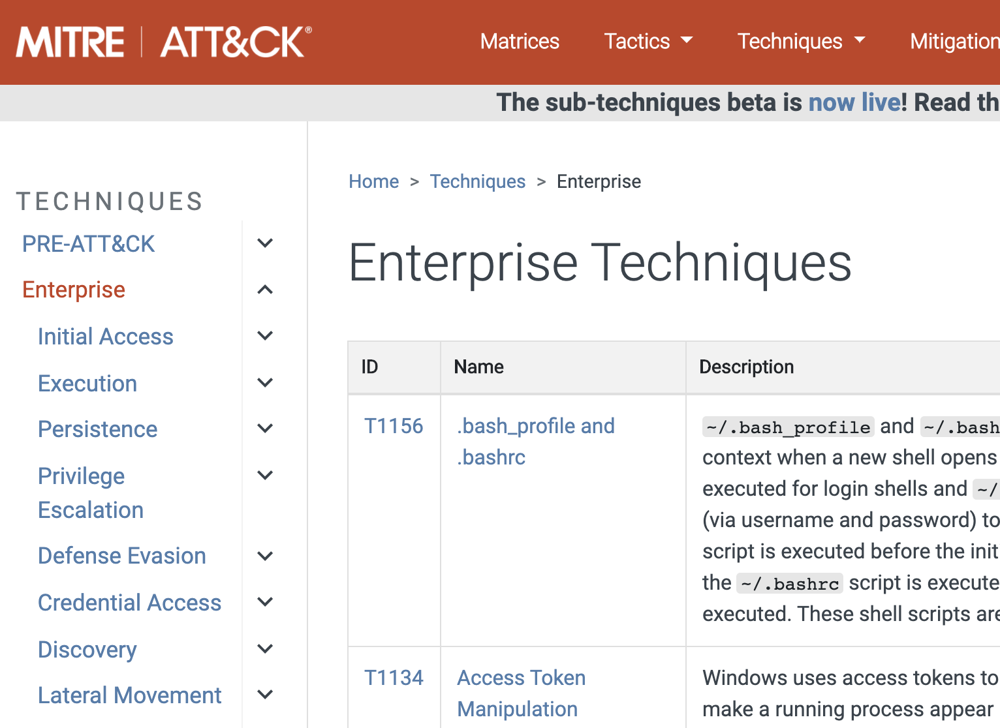 MITRE | ATT&CK®
Matrices Tactics Techniques Mitigation
The sub-techniques beta is now live! Read th
TECHNIQUES
PRE-ATT&CK
Enterprise
Initial Access
Execution
Persistence
Privilege
Escalation
Defense Evasion
Credential Access
Discovery
Lateral Movement
Home > Techniques > Enterprise
Enterprise Techniques
ID Name Description
T1156 .bash_profile and ~/.bash_profile and ~/.bash
.bashrc context when a new shell opens
executed for login shells and ~/
(via username and password) to
script is executed before the init
the ~/.bashrc script is execute
executed. These shell scripts are
T1134 Access Token Windows uses access tokens to
Manipulation make a running process appear